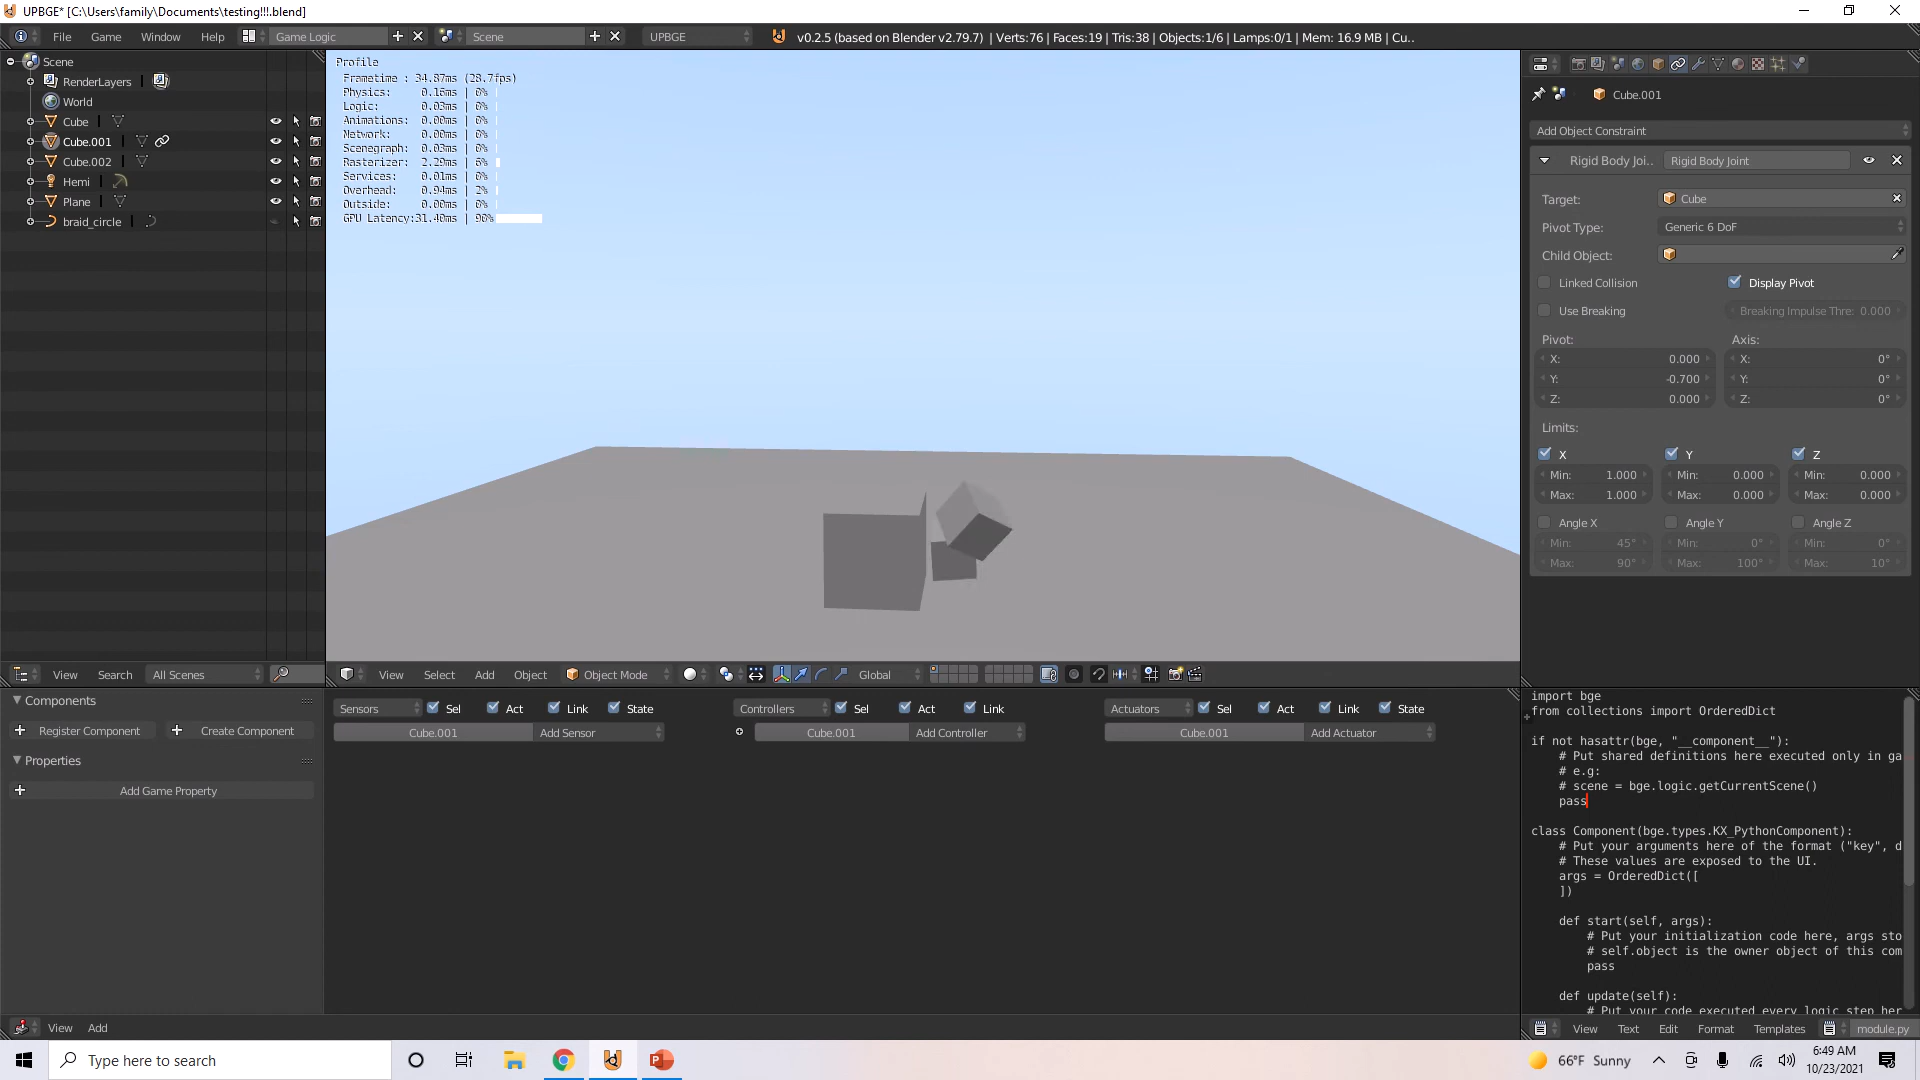 UPBGE* [C:\Users\family\Documents\testing!!!.blend]
File Game Window Help Game Logic Scene UPBGE v0.2.5 (based on Blender v2.79.7) | Verts:76 | Faces:19 | Tris:38 | Objects:1/6 | Lamps:0/1 | Mem: 16.9 MB | Cu..
Scene
RenderLayers
World
Cube
Cube.001
Cube.002
Hemi
Plane
braid_circle
View Search All Scenes
Profile
Frametime : 34.87ms (28.7fps)
Physics: 0.16ms | 0%
Logic: 0.03ms | 0%
Animations: 0.00ms | 0%
Network: 0.00ms | 0%
Scenegraph: 0.03ms | 0%
Rasterizer: 2.29ms | 6%
Services: 0.01ms | 0%
Overhead: 0.94ms | 2%
Outside: 0.00ms | 0%
GPU Latency:31.40ms | 90%
View Select Add Object Object Mode Global
Cube.001
Add Object Constraint
Rigid Body Joi.. Rigid Body Joint
Target: Cube
Pivot Type: Generic 6 DoF
Child Object:
Linked Collision Display Pivot
Use Breaking Breaking Impulse Thre: 0.000
Pivot: Axis:
X: 0.000 X: 0°
Y: -0.700 Y: 0°
Z: 0.000 Z: 0°
Limits:
X Y Z
Min: 1.000 Min: 0.000 Min: 0.000
Max: 1.000 Max: 0.000 Max: 0.000
Angle X Angle Y Angle Z
Min: 45° Min: 0° Min: 0°
Max: 90° Max: 100° Max: 10°
Components
Register Component Create Component
Properties
Add Game Property
View Add
Sensors Sel Act Link State Controllers Sel Act Link Actuators Sel Act Link State
Cube.001 Add Sensor Cube.001 Add Controller Cube.001 Add Actuator
import bge
from collections import OrderedDict
if not hasattr(bge, "__component__"):
# Put shared definitions here executed only in ga
# e.g:
# scene = bge.logic.getCurrentScene()
pass
class Component(bge.types.KX_PythonComponent):
# Put your arguments here of the format ("key", d
# These values are exposed to the UI.
args = OrderedDict([
])
def start(self, args):
# Put your initialization code here, args sto
# self.object is the owner object of this com
pass
def update(self):
# Put your code executed every logic step her
View Text Edit Format Templates module.py
Type here to search
66°F Sunny
6:49 AM
10/23/2021